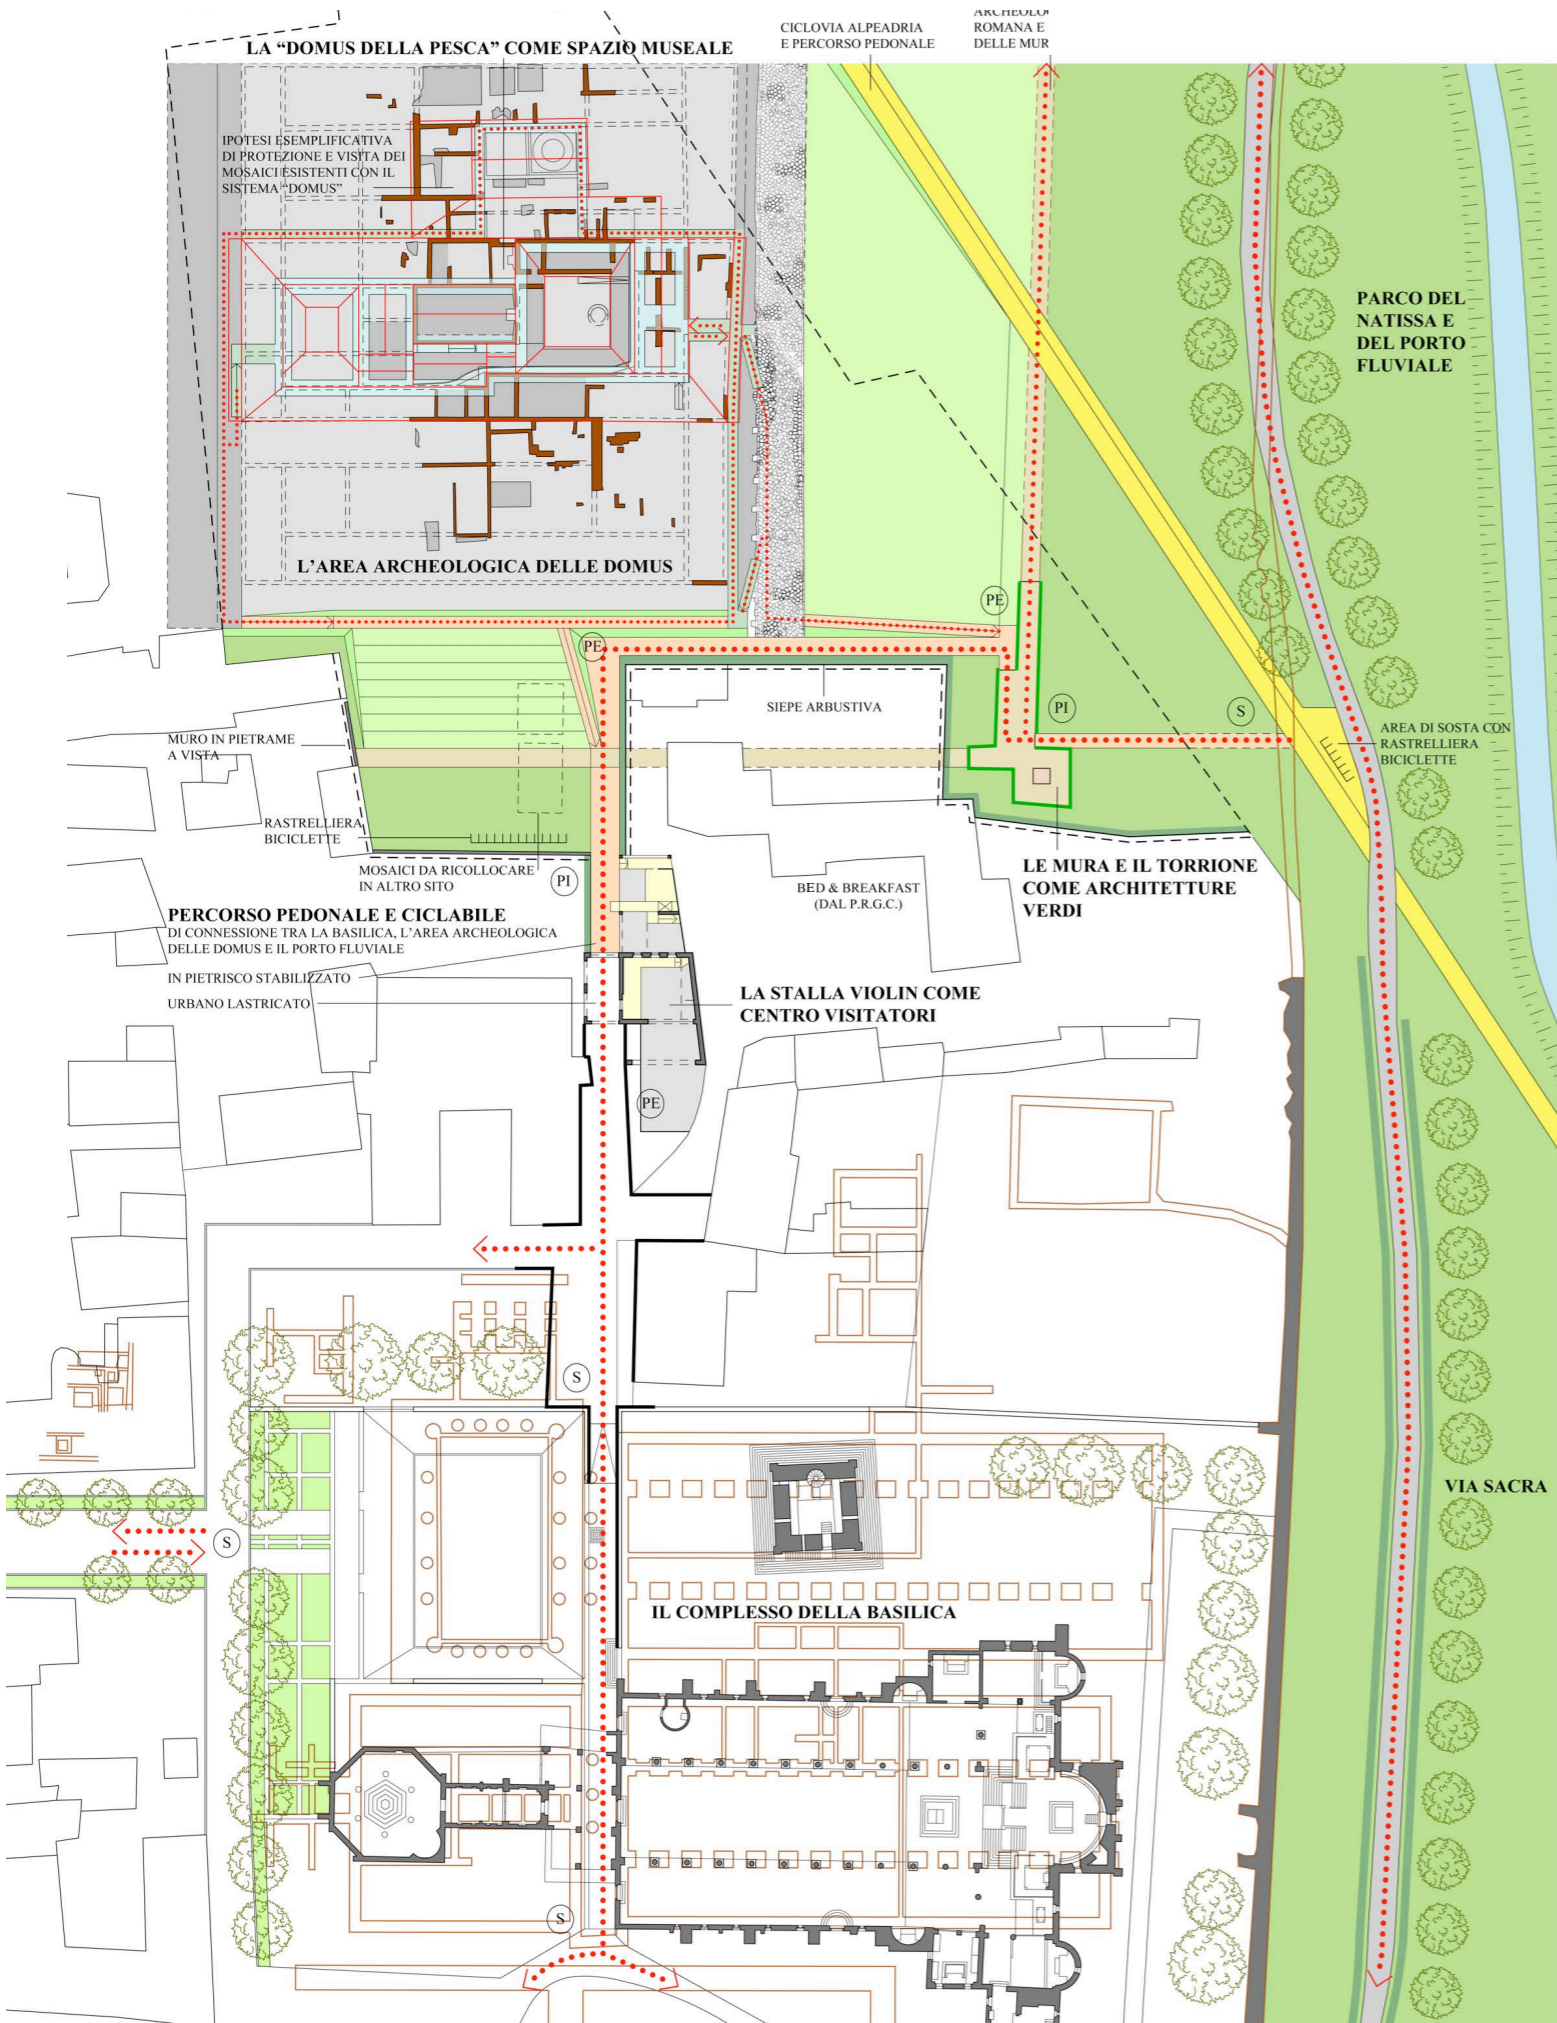 CICLOVIA ALPEADRIA
E PERCORSO PEDONALE
ROMANA E
DELLE MUR
LA “DOMUS DELLA PESCA” COME SPAZIO MUSEALE
IPOTESI ESEMPLIFICATIVA
DI PROTEZIONE E VISITA DEI
MOSAICI ESISTENTI CON IL
SISTEMA “DOMUS”
PARCO DEL
NATISSA E
DEL PORTO
FLUVIALE
L’AREA ARCHEOLOGICA DELLE DOMUS
PE
PE
SIEPE ARBUSTIVA
PI
S
MURO IN PIETRAME
A VISTA
AREA DI SOSTA CON
RASTRELLIERA
BICICLETTE
RASTRELLIERA
BICICLETTE
MOSAICI DA RICOLLOCARE
IN ALTRO SITO
PI
BED & BREAKFAST
(DAL P.R.G.C.)
LE MURA E IL TORRIONE
COME ARCHITETTURE
VERDI
PERCORSO PEDONALE E CICLABILE
DI CONNESSIONE TRA LA BASILICA, L’AREA ARCHEOLOGICA
DELLE DOMUS E IL PORTO FLUVIALE
IN PIETRISCO STABILIZZATO
URBANO LASTRICATO
LA STALLA VIOLIN COME
CENTRO VISITATORI
PE
S
VIA SACRA
S
IL COMPLESSO DELLA BASILICA
S